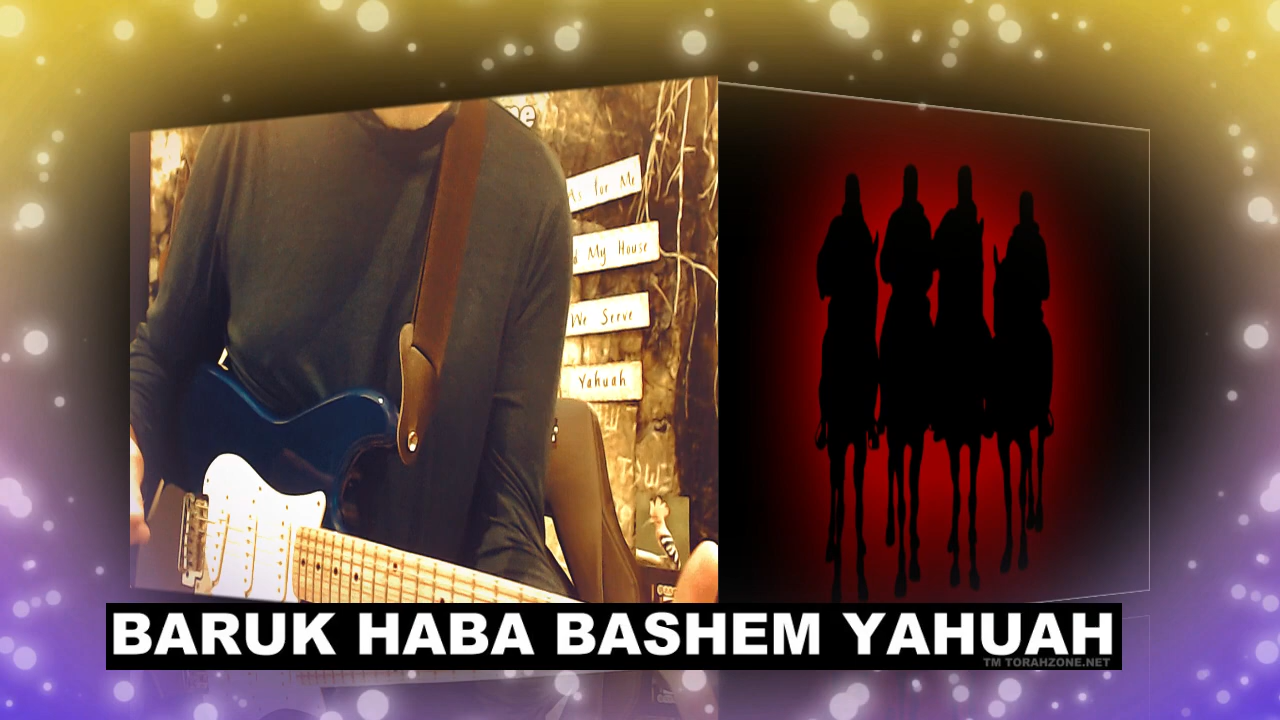 As for Me
My House
We Serve
Yahuah
BARUK HABA BASHEM YAHUAH
TM TORAHZONE.NET